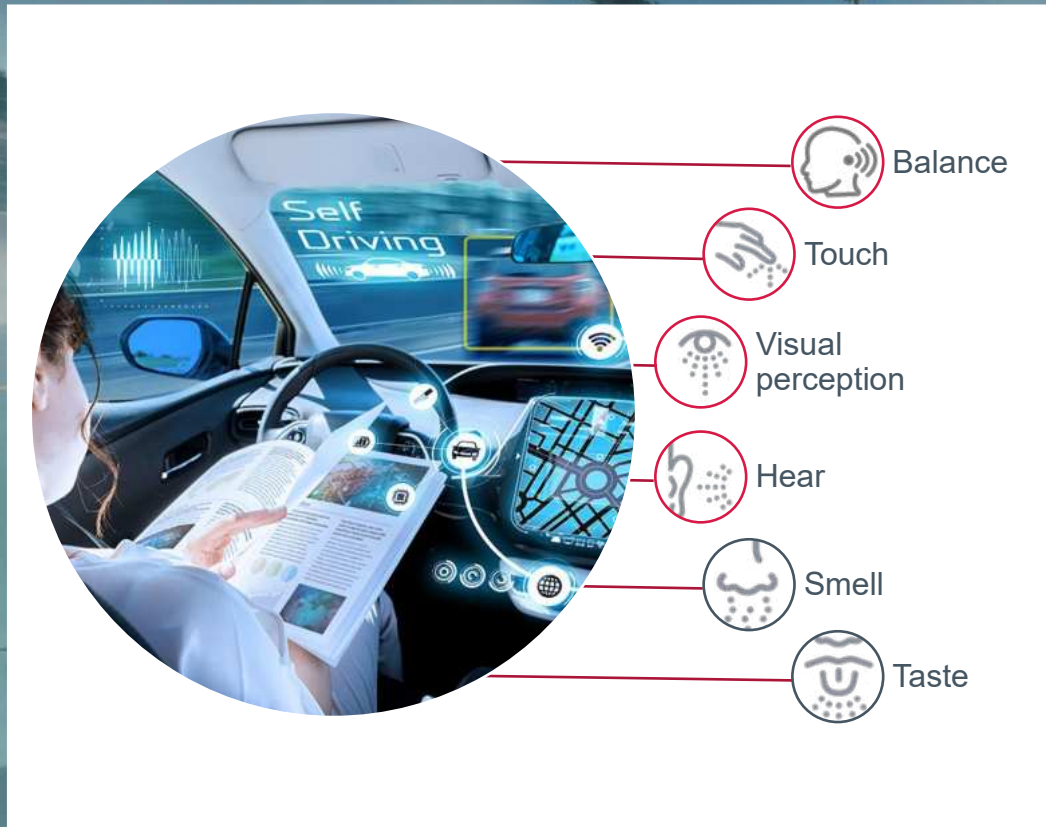 Self
Driving
Balance
Touch
Visual
perception
Hear
Smell
Taste